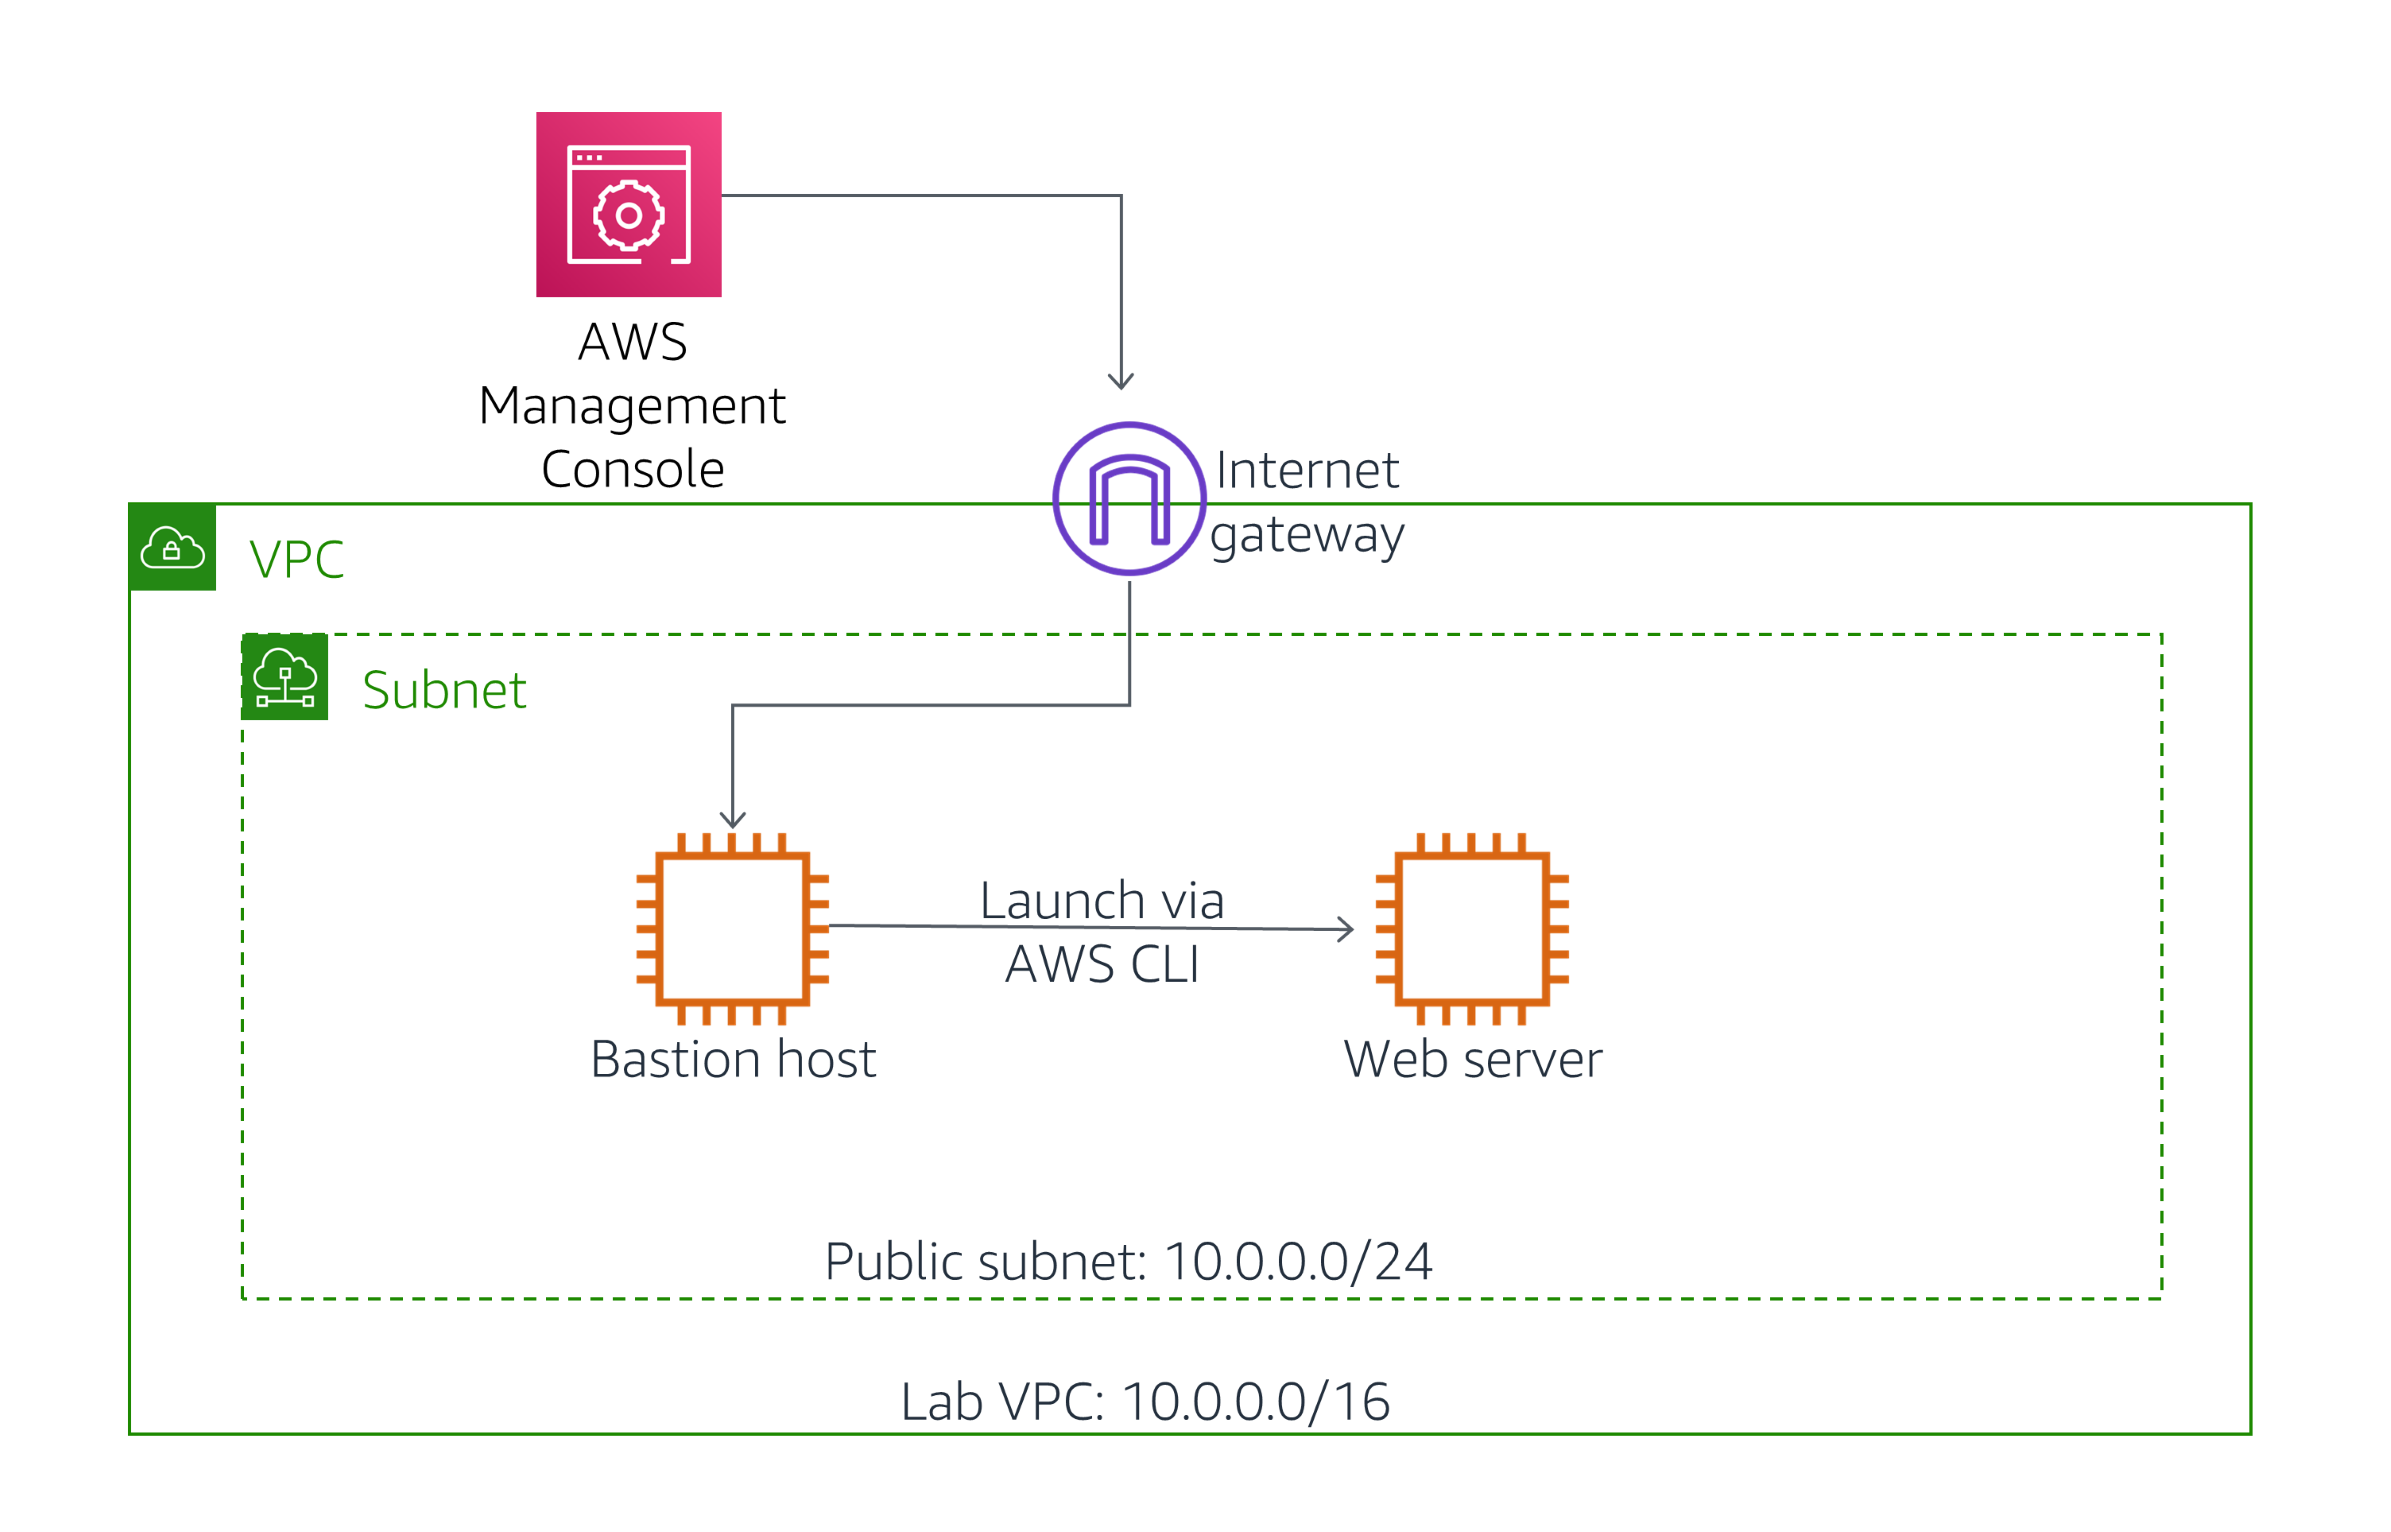 AWS
Management
Console
Internet
gateway
VPC
Subnet
Launch via
AWS CLI
Bastion host
Web server
Public subnet: 10.0.0.0/24
Lab VPC: 10.0.0.0/16